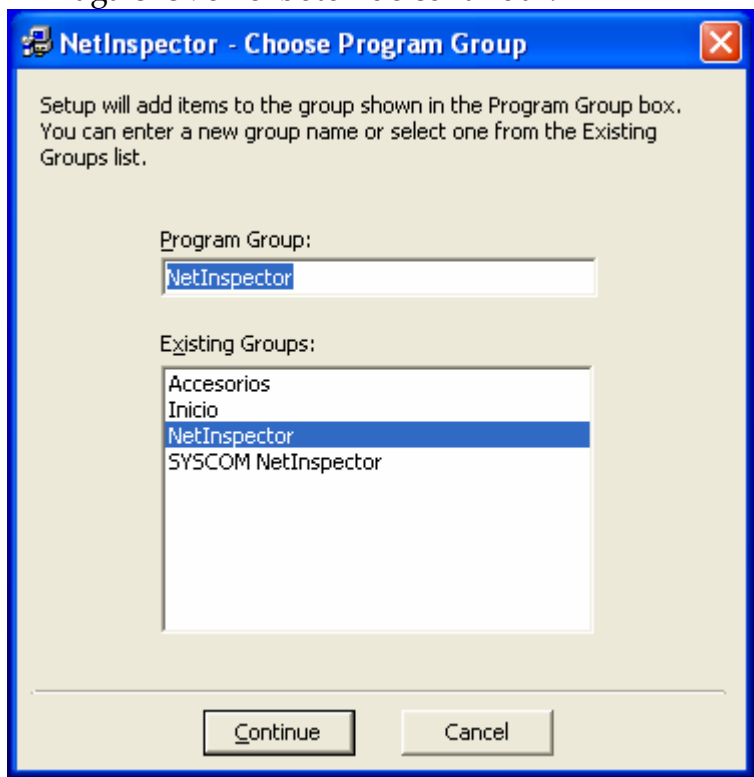 NetInspector - Choose Program Group
Setup will add items to the group shown in the Program Group box.
You can enter a new group name or select one from the Existing
Groups list.
Program Group:
NetInspector
Existing Groups:
Accesorios
Inicio
NetInspector
SYSCOM NetInspector
Continue
Cancel